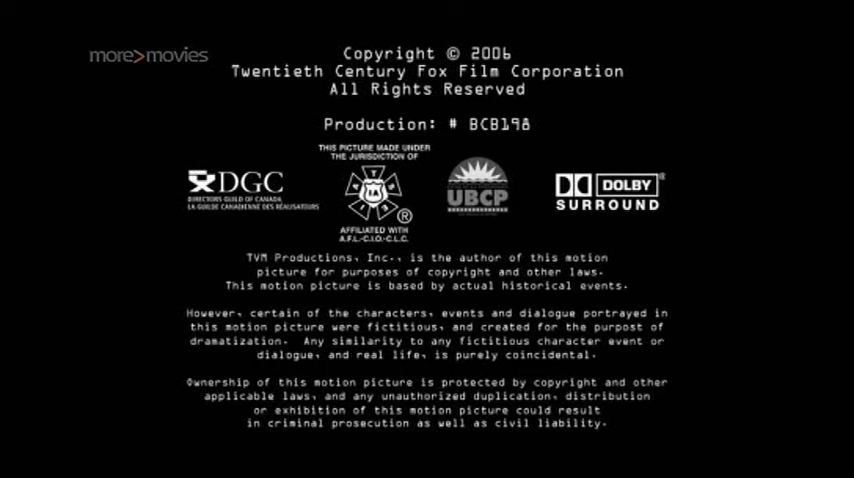 more>movies
Copyright © 2006
Twentieth Century Fox Film Corporation
All Rights Reserved
Production: # BCB198
THIS PICTURE MADE UNDER
THE JURISDICTION OF
DGC
DIRECTORS GUILD OF CANADA
LA GUILDE CANADIENNE DES RÉALISATEURS
I A T S E
IA
®
AFFILIATED WITH
A.F.L.-C.I.O.-C.L.C.
UBCP
DOLBY®
SURROUND
TVM Productions, Inc., is the author of this motion
picture for purposes of copyright and other laws.
This motion picture is based by actual historical events.
However, certain of the characters, events and dialogue portrayed in
this motion picture were fictitious, and created for the purpost of
dramatization. Any similarity to any fictitious character event or
dialogue, and real life, is purely coincidental.
Ownership of this motion picture is protected by copyright and other
applicable laws, and any unauthorized duplication, distribution
or exhibition of this motion picture could result
in criminal prosecution as well as civil liability.